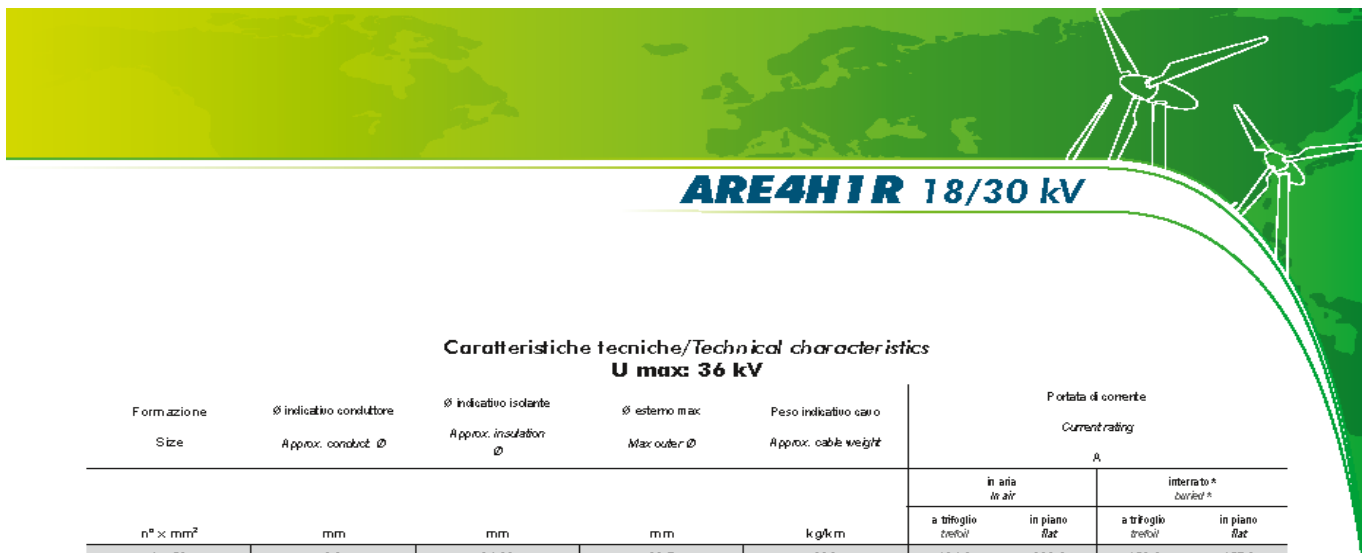 ARE4H1R 18/30 kV
Caratteristiche tecniche/Technical characteristics
U max: 36 kV
Formazione
Size
Ø indicativo conduttore
Approx. conduct. Ø
Ø indicativo isolante
Approx. insulation
Ø
Ø esterno max
Max outer Ø
Peso indicativo cavo
Approx. cable weight
Portata di corrente
Current rating
A
in aria
in air
interrato *
buried *
n° x mm²
mm
mm
mm
kg/km
a trifoglio
trefoil
in piano
flat
a trifoglio
trefoil
in piano
flat